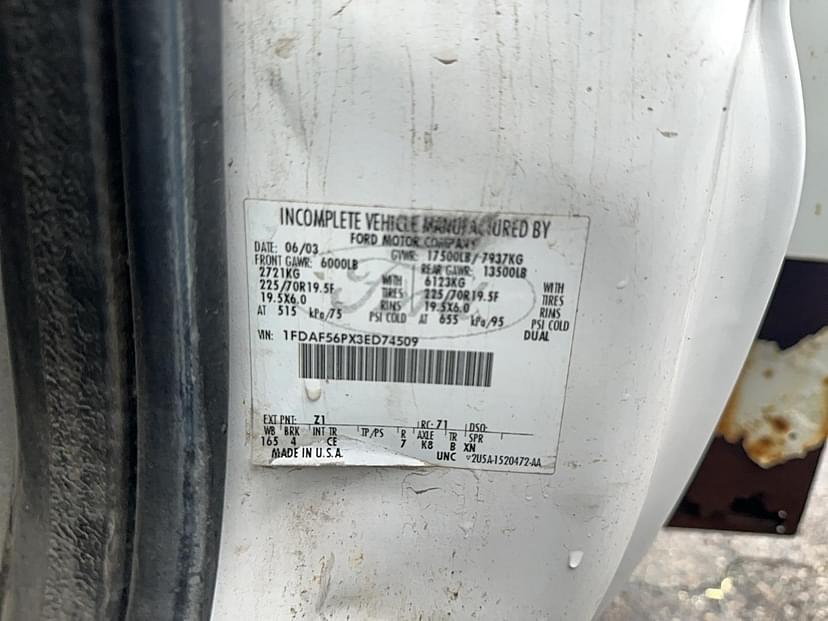 INCOMPLETE VEHICLE MANUFACTURED BY
FORD MOTOR COMPANY
DATE: 06/03 GVWR: 17500LB/ 7937KG
FRONT GAWR: 6000LB REAR GAWR: 13500LB
2721KG WITH 6123KG WITH
225/70R19.5F TIRES 225/70R19.5F TIRES
19.5X6.0 RIMS 19.5X6.0 RIMS
AT 515 kPa/75 PSI COLD AT 655 kPa/95 PSI COLD
DUAL
VIN: 1FDAF56PX3ED74509
EXT PNT: Z1 RC: 71 DSO:
WB BRK INT TR TP/PS R AXLE TR SPR
165 4 CE 7 K8 B XN
MADE IN U.S.A. UNC 2U5A-1520472-AA